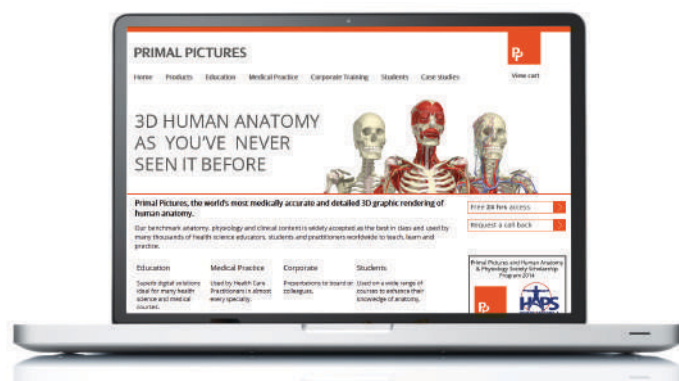 PRIMAL PICTURES
Home Products Education Medical Practice Corporate Training Students Case studies
View cart
3D HUMAN ANATOMY
AS YOU'VE NEVER
SEEN IT BEFORE
Primal Pictures, the world's most medically accurate and detailed 3D graphic rendering of
human anatomy.
Our benchmark anatomy, physiology and clinical content is widely accepted as the best in class and used by
many thousands of health science educators, students and practitioners worldwide to teach, learn and
practice.
Free 24 hrs access
Request a call back
Education
Superb digital solutions
ideal for many health
science and medical
courses.
Medical Practice
Used by Health Care
Practitioners in almost
every specialty.
Corporate
Presentations to board or
colleagues.
Students
Used on a wide range of
courses to enhance their
knowledge of anatomy.
Primal Pictures and Human Anatomy
& Physiology Society Scholarship
Program 2014
HAPS